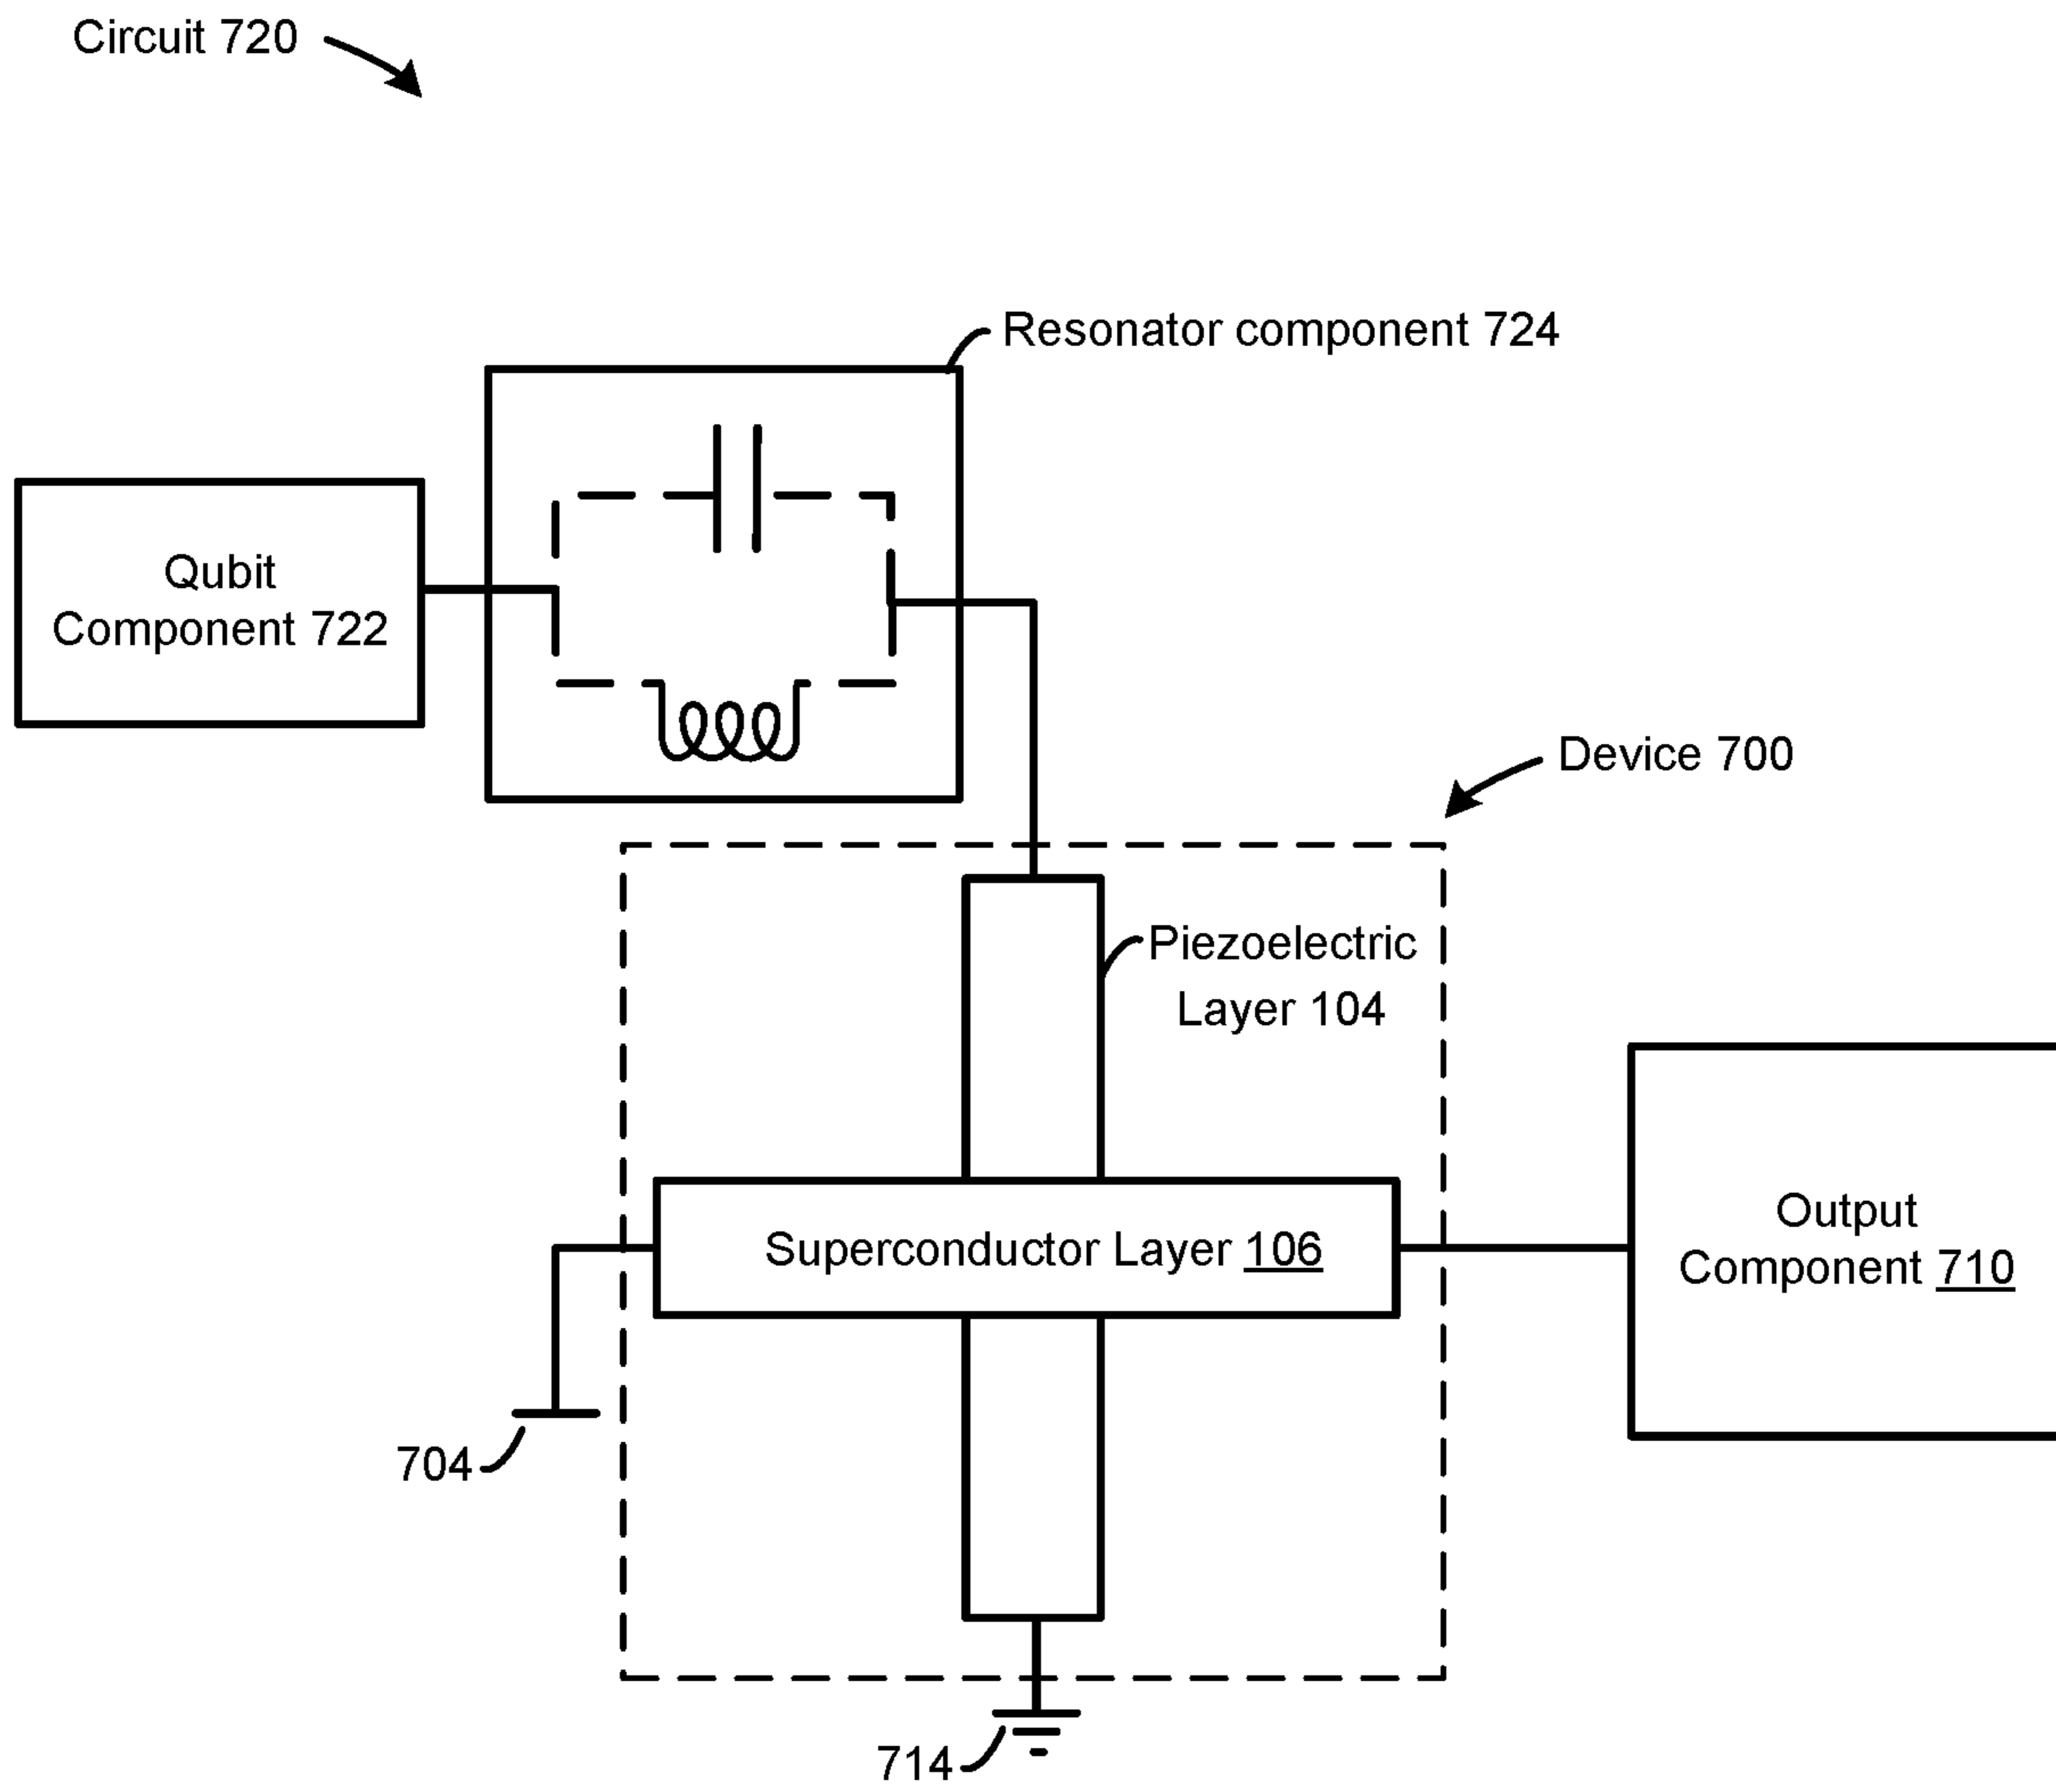 Circuit 720
Resonator component 724
Qubit
Component 722
Device 700
Piezoelectric
Layer 104
Superconductor Layer 106
Output
Component 710
704
714